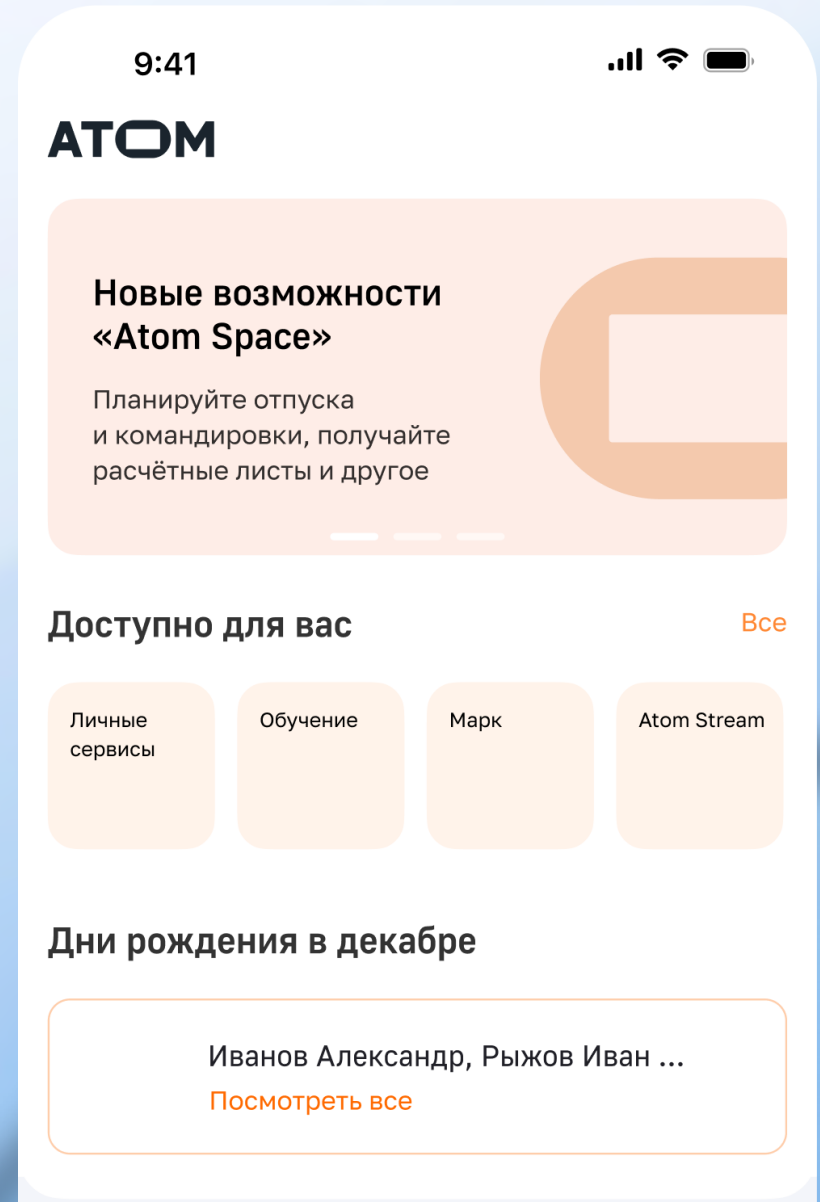 9:41
ATOM
Новые возможности
«Atom Space»
Планируйте отпуска
и командировки, получайте
расчётные листы и другое
Доступно для вас
Все
Личные
сервисы
Обучение
Марк
Atom Stream
Дни рождения в декабре
Иванов Александр, Рыжов Иван ...
Посмотреть все